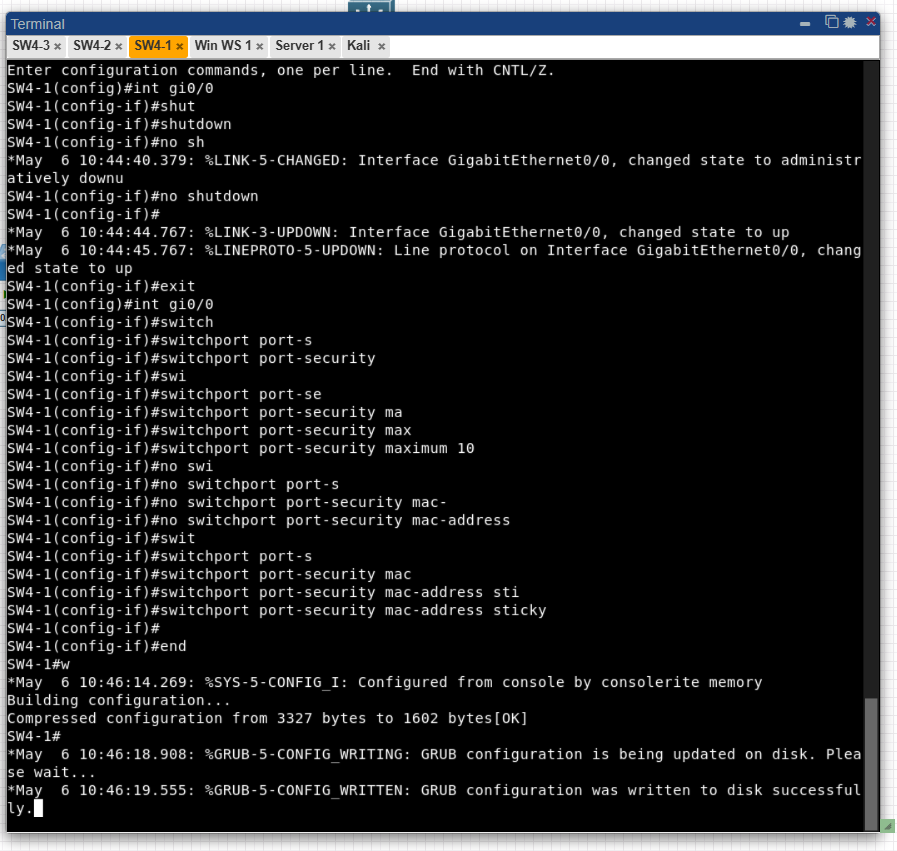 Terminal
SW4-3 × SW4-2 × SW4-1 × Win WS 1 × Server 1 × Kali ×
Enter configuration commands, one per line.  End with CNTL/Z.
SW4-1(config)#int gi0/0
SW4-1(config-if)#shut
SW4-1(config-if)#shutdown
SW4-1(config-if)#no sh
*May  6 10:44:40.379: %LINK-5-CHANGED: Interface GigabitEthernet0/0, changed state to administr
atively downu
SW4-1(config-if)#no shutdown
SW4-1(config-if)#
*May  6 10:44:44.767: %LINK-3-UPDOWN: Interface GigabitEthernet0/0, changed state to up
*May  6 10:44:45.767: %LINEPROTO-5-UPDOWN: Line protocol on Interface GigabitEthernet0/0, chang
ed state to up
SW4-1(config-if)#exit
SW4-1(config)#int gi0/0
SW4-1(config-if)#switch
SW4-1(config-if)#switchport port-s
SW4-1(config-if)#switchport port-security
SW4-1(config-if)#swi
SW4-1(config-if)#switchport port-se
SW4-1(config-if)#switchport port-security ma
SW4-1(config-if)#switchport port-security max
SW4-1(config-if)#switchport port-security maximum 10
SW4-1(config-if)#no swi
SW4-1(config-if)#no switchport port-s
SW4-1(config-if)#no switchport port-security mac-
SW4-1(config-if)#no switchport port-security mac-address
SW4-1(config-if)#swit
SW4-1(config-if)#switchport port-s
SW4-1(config-if)#switchport port-security mac
SW4-1(config-if)#switchport port-security mac-address sti
SW4-1(config-if)#switchport port-security mac-address sticky
SW4-1(config-if)#
SW4-1(config-if)#end
SW4-1#w
*May  6 10:46:14.269: %SYS-5-CONFIG_I: Configured from console by consolerite memory
Building configuration...
Compressed configuration from 3327 bytes to 1602 bytes[OK]
SW4-1#
*May  6 10:46:18.908: %GRUB-5-CONFIG_WRITING: GRUB configuration is being updated on disk. Plea
se wait...
*May  6 10:46:19.555: %GRUB-5-CONFIG_WRITTEN: GRUB configuration was written to disk successful
ly.